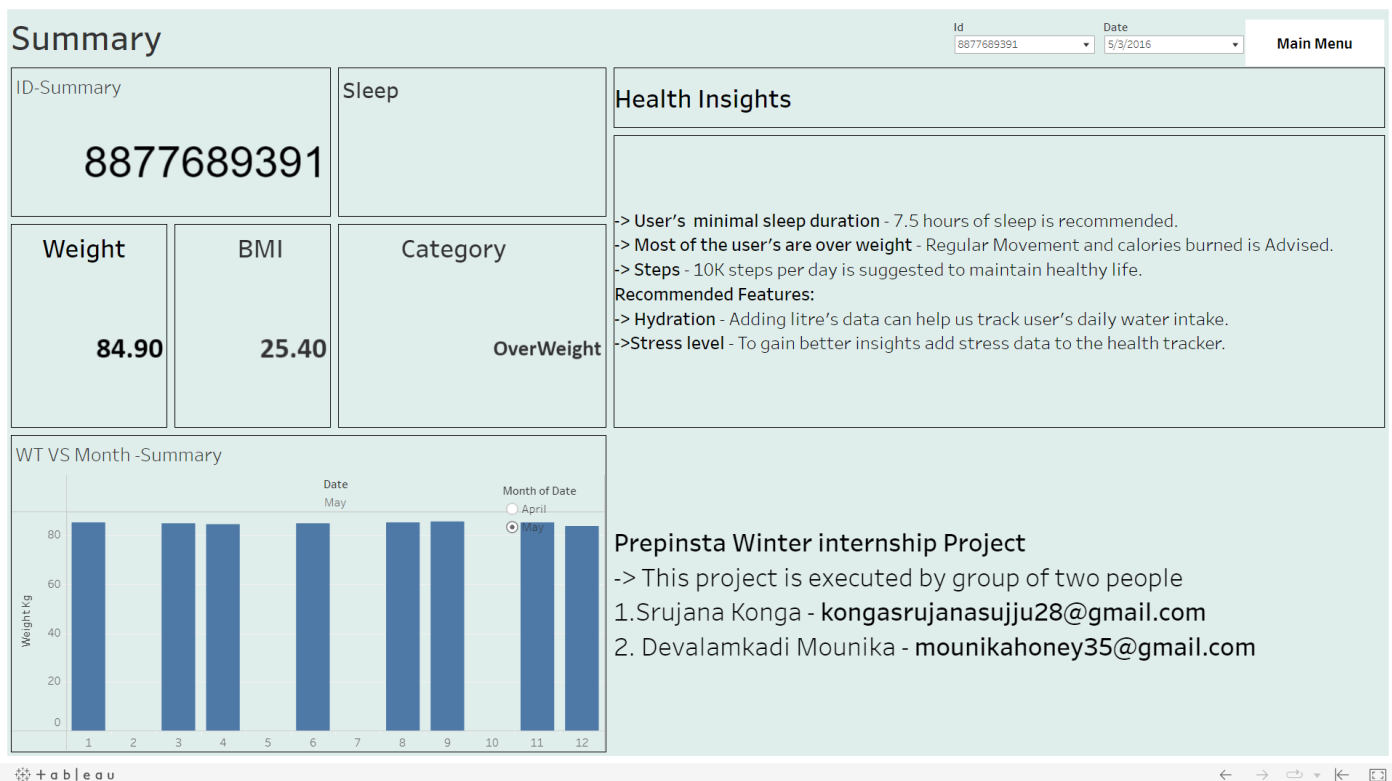 Summary
Id
8877689391
Date
5/3/2016
Main Menu
ID-Summary
8877689391
Sleep
Health Insights
Weight
84.90
BMI
25.40
Category
OverWeight
-> User's  minimal sleep duration - 7.5 hours of sleep is recommended.
-> Most of the user's are over weight - Regular Movement and calories burned is Advised.
-> Steps - 10K steps per day is suggested to maintain healthy life.
Recommended Features:
-> Hydration - Adding litre's data can help us track user's daily water intake.
->Stress level - To gain better insights add stress data to the health tracker.
WT VS Month -Summary
Date
May
Month of Date
April
May
Weight Kg
80
60
40
20
0
1 2 3 4 5 6 7 8 9 10 11 12
Prepinsta Winter internship Project
-> This project is executed by group of two people
1.Srujana Konga - kongasrujanasujju28@gmail.com
2. Devalamkadi Mounika - mounikahoney35@gmail.com
+ableau